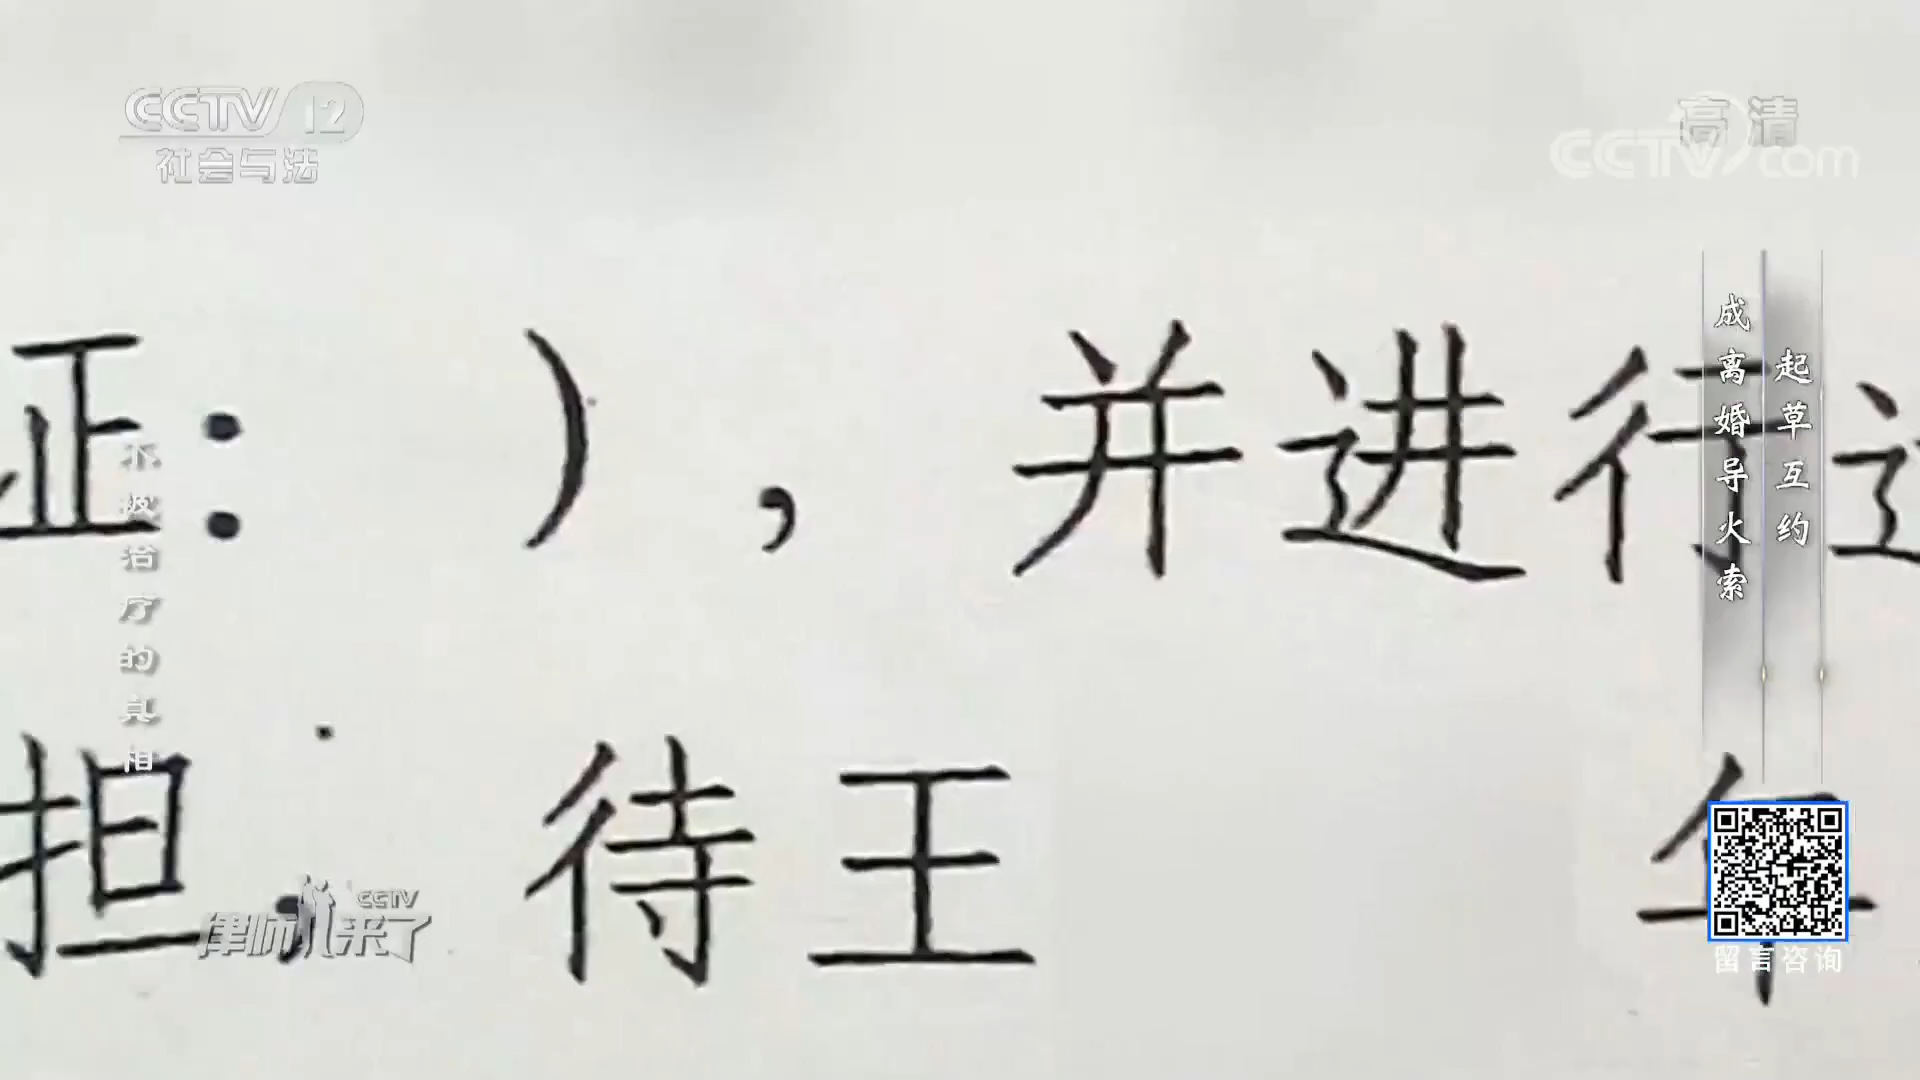 CCTV 12
社会与法
高清
CCTV.com
起草互约
成离婚导火索
不被治疗的真相
正： ），并进行
担． 待王 年
CCTV
律师来了
留言咨询